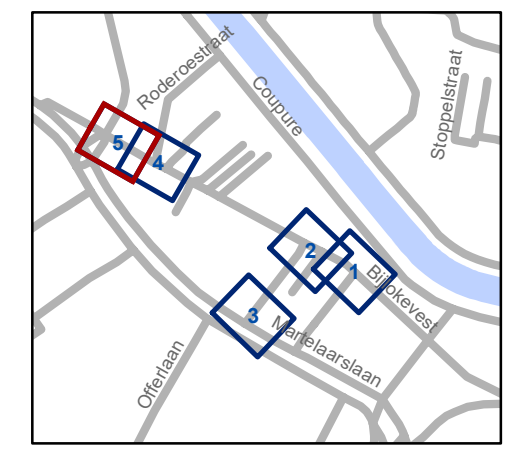 Roderoestraat
Coupure
Stoppelstraat
5
4
2
1
Bijlokevest
3
Martelaarslaan
Offerlaan